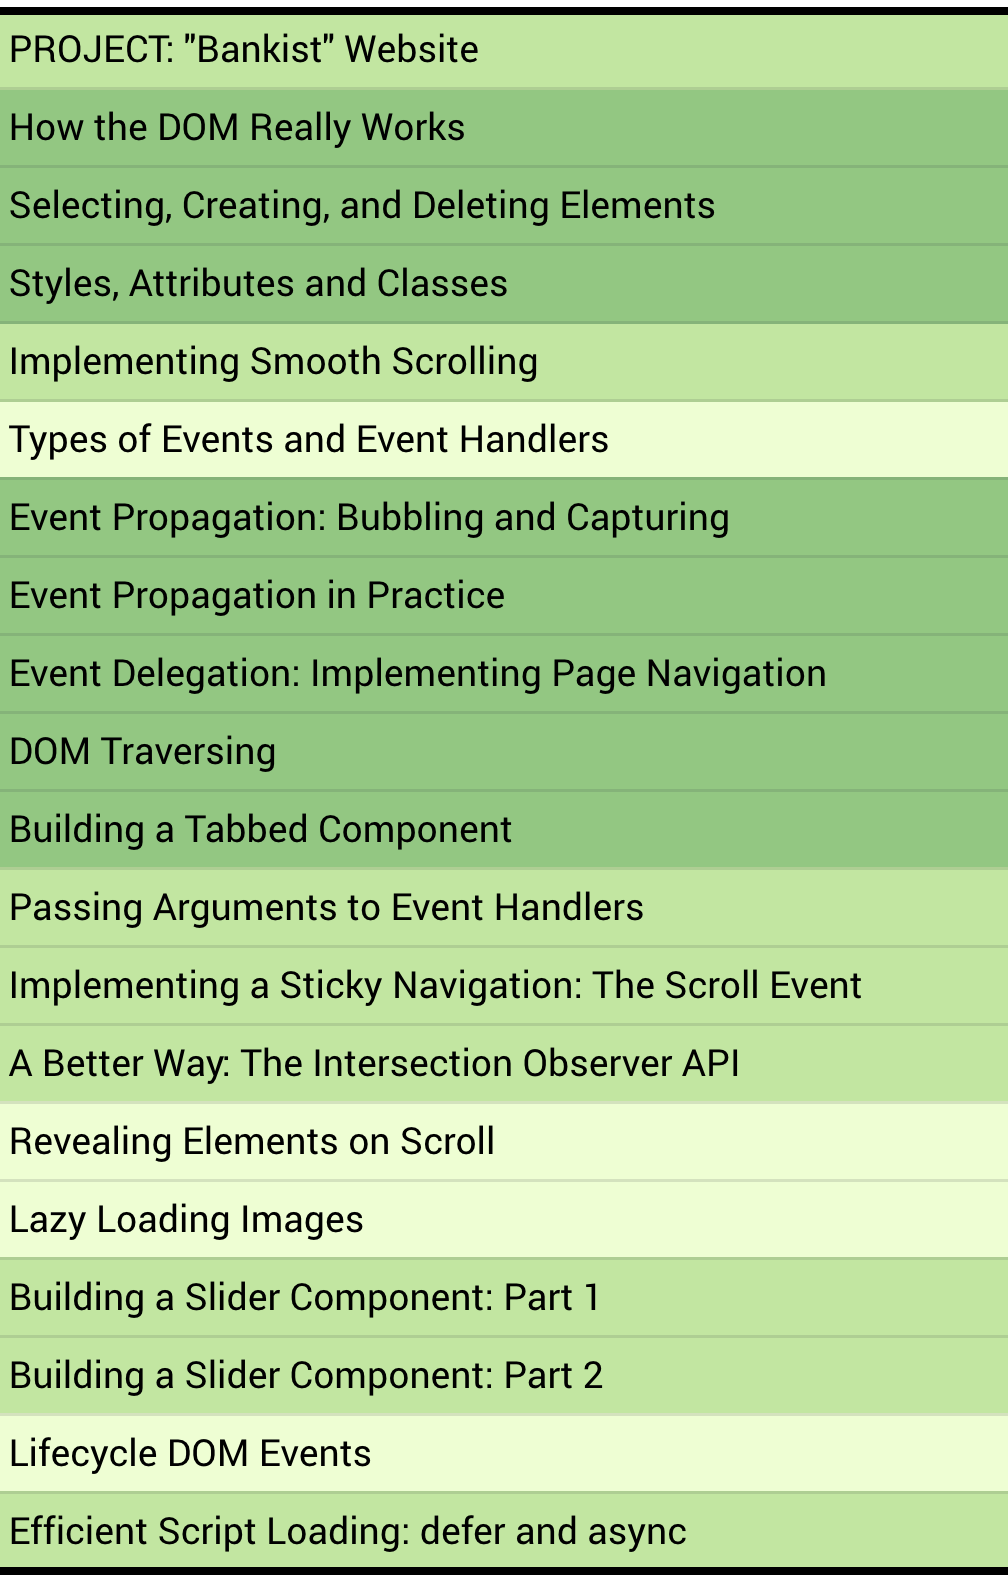 PROJECT: "Bankist" Website
How the DOM Really Works
Selecting, Creating, and Deleting Elements
Styles, Attributes and Classes
Implementing Smooth Scrolling
Types of Events and Event Handlers
Event Propagation: Bubbling and Capturing
Event Propagation in Practice
Event Delegation: Implementing Page Navigation
DOM Traversing
Building a Tabbed Component
Passing Arguments to Event Handlers
Implementing a Sticky Navigation: The Scroll Event
A Better Way: The Intersection Observer API
Revealing Elements on Scroll
Lazy Loading Images
Building a Slider Component: Part 1
Building a Slider Component: Part 2
Lifecycle DOM Events
Efficient Script Loading: defer and async